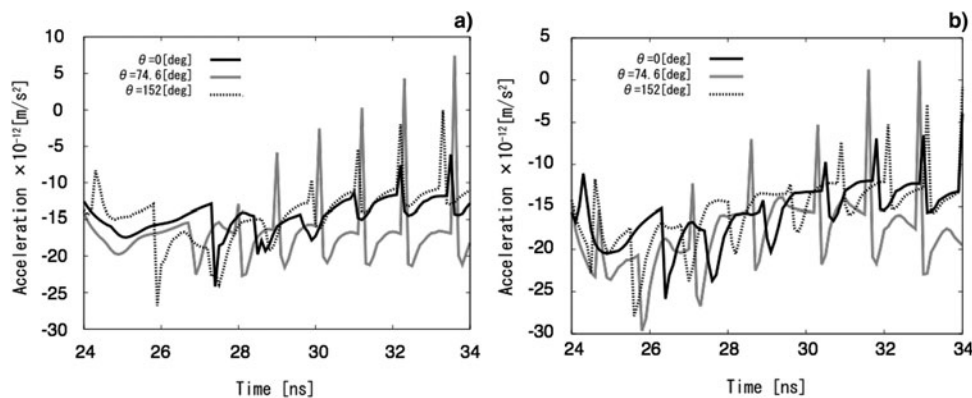 a)
10
5
0
-5
-10
-15
-20
-25
-30
Acceleration ×10⁻¹²[m/s²]
θ=0[deg]
θ=74.6[deg]
θ=152[deg]
24 26 28 30 32 34
Time [ns]
b)
5
0
-5
-10
-15
-20
-25
-30
Acceleration ×10⁻¹²[m/s²]
θ=0[deg]
θ=74.6[deg]
θ=152[deg]
24 26 28 30 32 34
Time [ns]